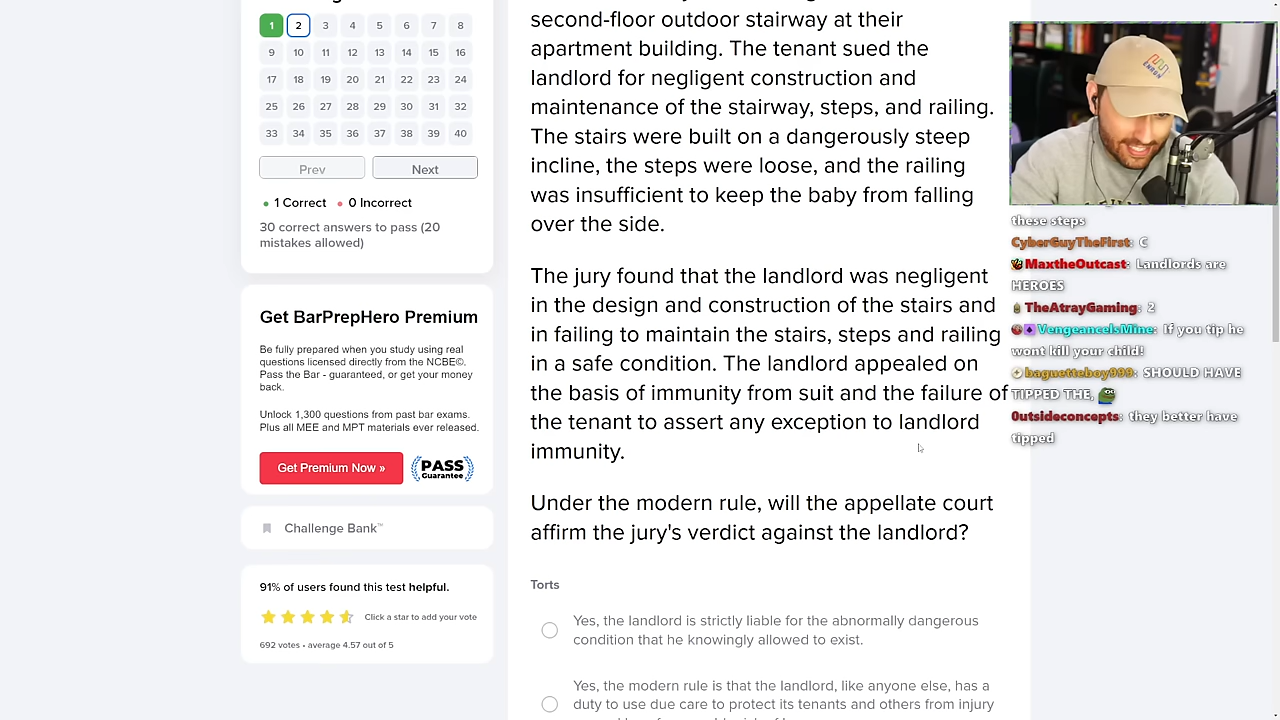 1 2 3 4 5 6 7 8
9 10 11 12 13 14 15 16
17 18 19 20 21 22 23 24
25 26 27 28 29 30 31 32
33 34 35 36 37 38 39 40
Prev Next
1 Correct 0 Incorrect
30 correct answers to pass (20
mistakes allowed)
Get BarPrepHero Premium
Be fully prepared when you study using real
questions licensed directly from the NCBE©.
Pass the Bar - guaranteed, or get your money
back.
Unlock 1,300 questions from past bar exams.
Plus all MEE and MPT materials ever released.
Get Premium Now »
PASS
Guarantee
Challenge Bank™
91% of users found this test helpful.
Click a star to add your vote
692 votes • average 4.57 out of 5
second-floor outdoor stairway at their
apartment building. The tenant sued the
landlord for negligent construction and
maintenance of the stairway, steps, and railing.
The stairs were built on a dangerously steep
incline, the steps were loose, and the railing
was insufficient to keep the baby from falling
over the side.
The jury found that the landlord was negligent
in the design and construction of the stairs and
in failing to maintain the stairs, steps and railing
in a safe condition. The landlord appealed on
the basis of immunity from suit and the failure of
the tenant to assert any exception to landlord
immunity.
Under the modern rule, will the appellate court
affirm the jury's verdict against the landlord?
Torts
Yes, the landlord is strictly liable for the abnormally dangerous
condition that he knowingly allowed to exist.
Yes, the modern rule is that the landlord, like anyone else, has a
duty to use due care to protect its tenants and others from injury
these steps
CyberGuyTheFirst: C
MaxtheOutcast: Landlords are
HEROES
TheAtrayGaming: 2
VengeanceIsMine: If you tip he
wont kill your child!
baguetteboy999: SHOULD HAVE
TIPPED THE,
0utsideconcepts: they better have
tipped